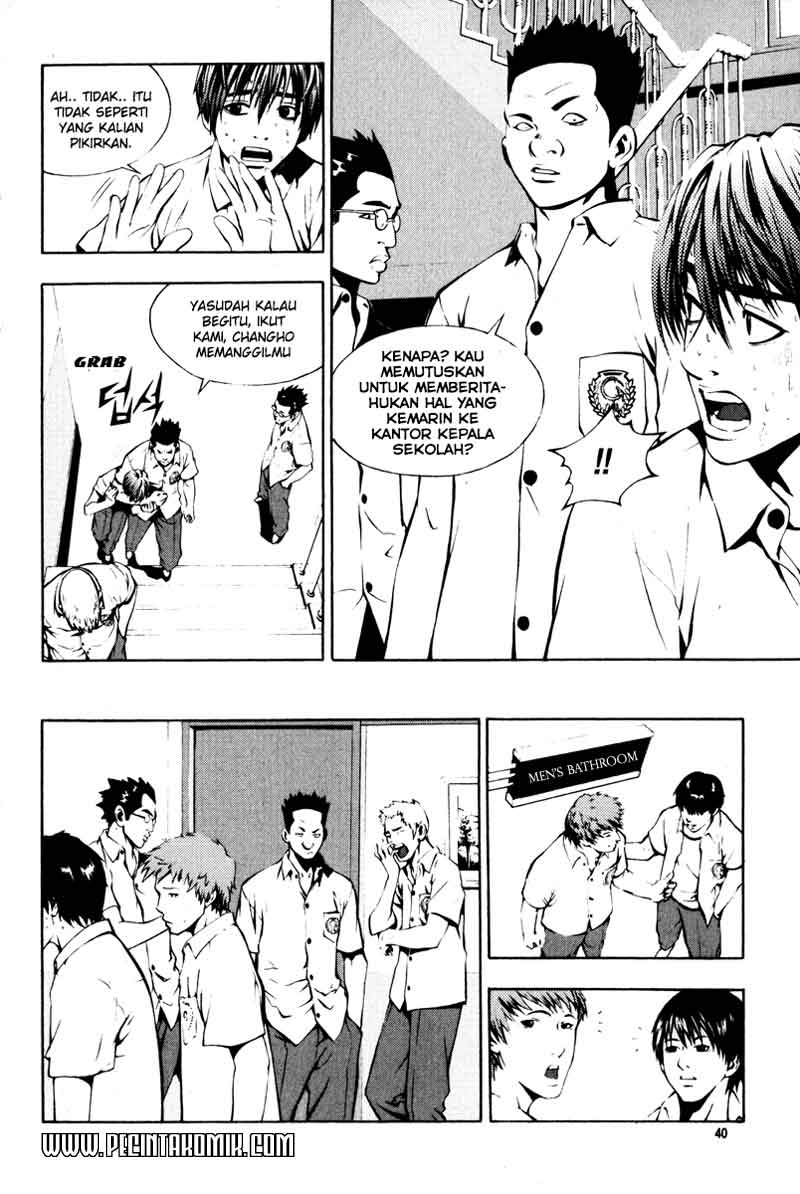 KENAPA? KAU
MEMUTUSKAN
UNTUK MEMBERITA-
HUKAN HAL YANG
KEMARIN KE
KANTOR KEPALA
SEKOLAH?
!!
AH.. TIDAK.. ITU
TIDAK SEPERTI
YANG KALIAN
PIKIRKAN.
YASUDAH KALAU
BEGITU, IKUT
KAMI, CHANGHO
MEMANGGILMU
GRAB
덥석
MEN'S BATHROOM
40
WWW.PECINTAKOMIK.COM